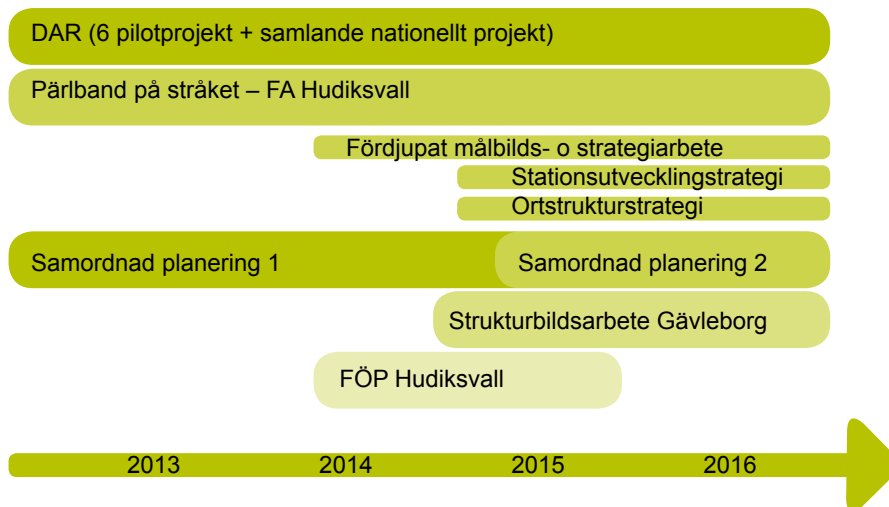 DAR (6 pilotprojekt + samlande nationellt projekt)
Pärlband på stråket – FA Hudiksvall
Fördjupat målbilds- o strategiarbete
Stationsutvecklingstrategi
Ortstrukturstrategi
Samordnad planering 1 Samordnad planering 2
Strukturbildsarbete Gävleborg
FÖP Hudiksvall
2013 2014 2015 2016